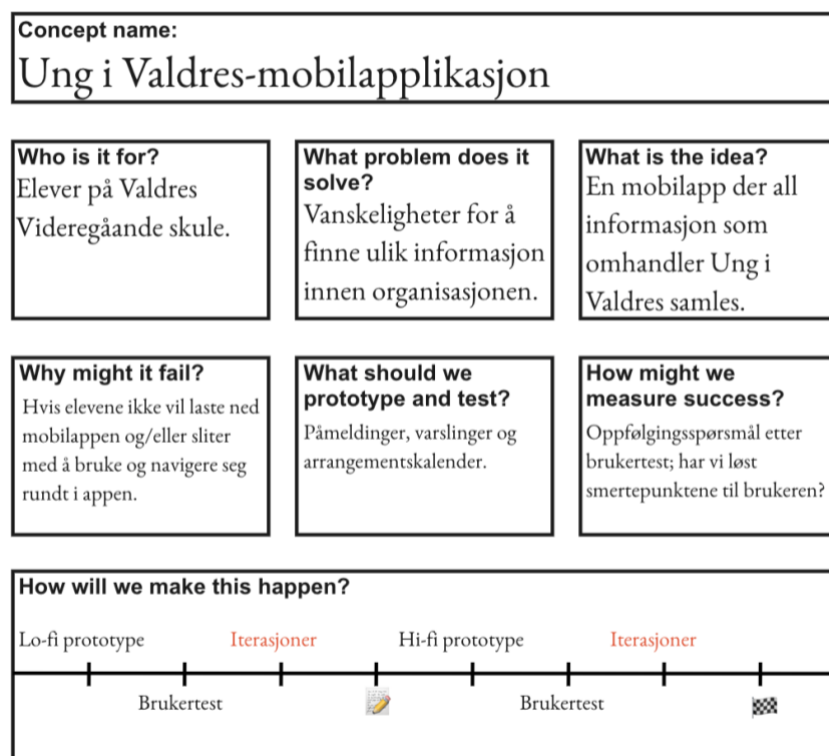 Concept name:
Ung i Valdres-mobilapplikasjon
Who is it for?
Elever på Valdres
Videregåande skule.
What problem does it
solve?
Vanskeligheter for å
finne ulik informasjon
innen organisasjonen.
What is the idea?
En mobilapp der all
informasjon som
omhandler Ung i
Valdres samles.
Why might it fail?
Hvis elevene ikke vil laste ned
mobilappen og/eller sliter
med å bruke og navigere seg
rundt i appen.
What should we
prototype and test?
Påmeldinger, varslinger og
arrangementskalender.
How might we
measure success?
Oppfølgingsspørsmål etter
brukertest; har vi løst
smertepunktene til brukeren?
How will we make this happen?
Lo-fi prototype
Iterasjoner
Hi-fi prototype
Iterasjoner
Brukertest
Brukertest